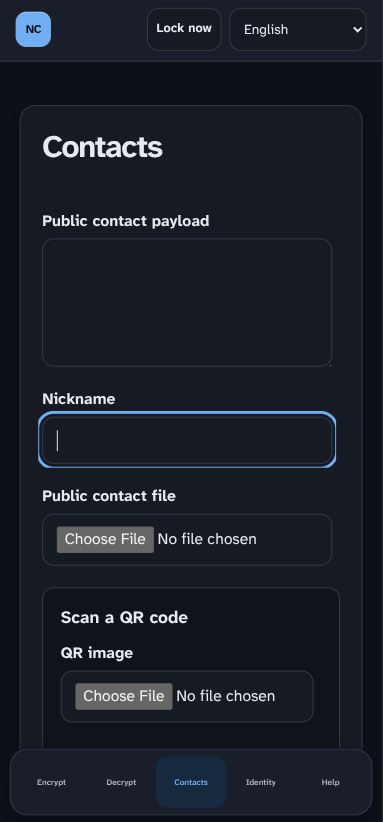 NC
Lock now
English
Contacts
Public contact payload
Nickname
Public contact file
Choose File No file chosen
Scan a QR code
QR image
Choose File No file chosen
Encrypt
Decrypt
Contacts
Identity
Help